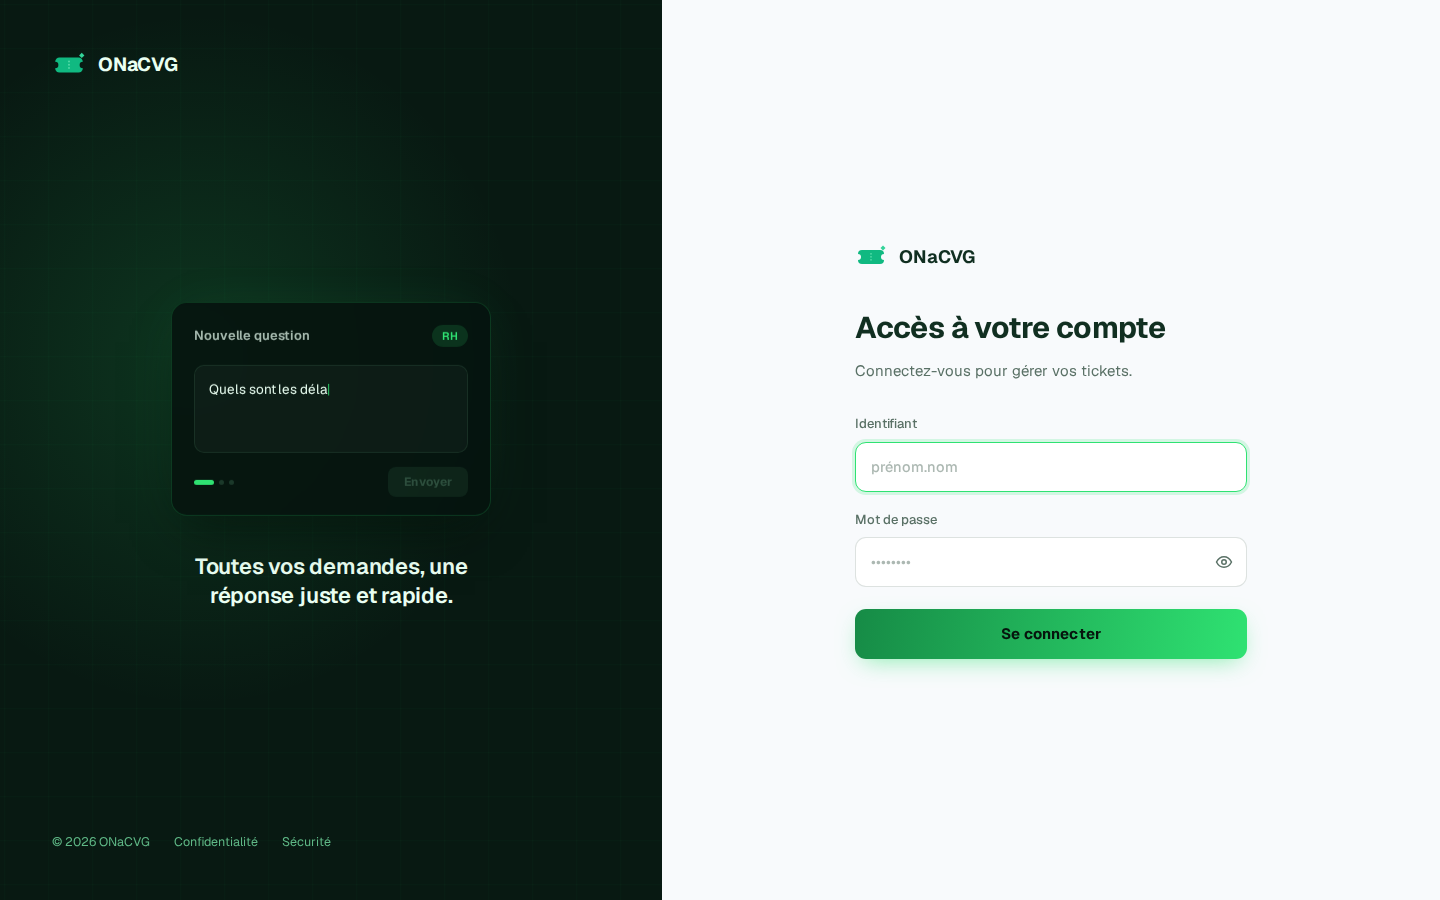 ONaCVG
Nouvelle question
RH
Quels sont les déla
Envoyer
Toutes vos demandes, une
réponse juste et rapide.
© 2026 ONaCVG
Confidentialité
Sécurité
ONaCVG
Accès à votre compte
Connectez-vous pour gérer vos tickets.
Identifiant
prénom.nom
Mot de passe
••••••••
Se connecter